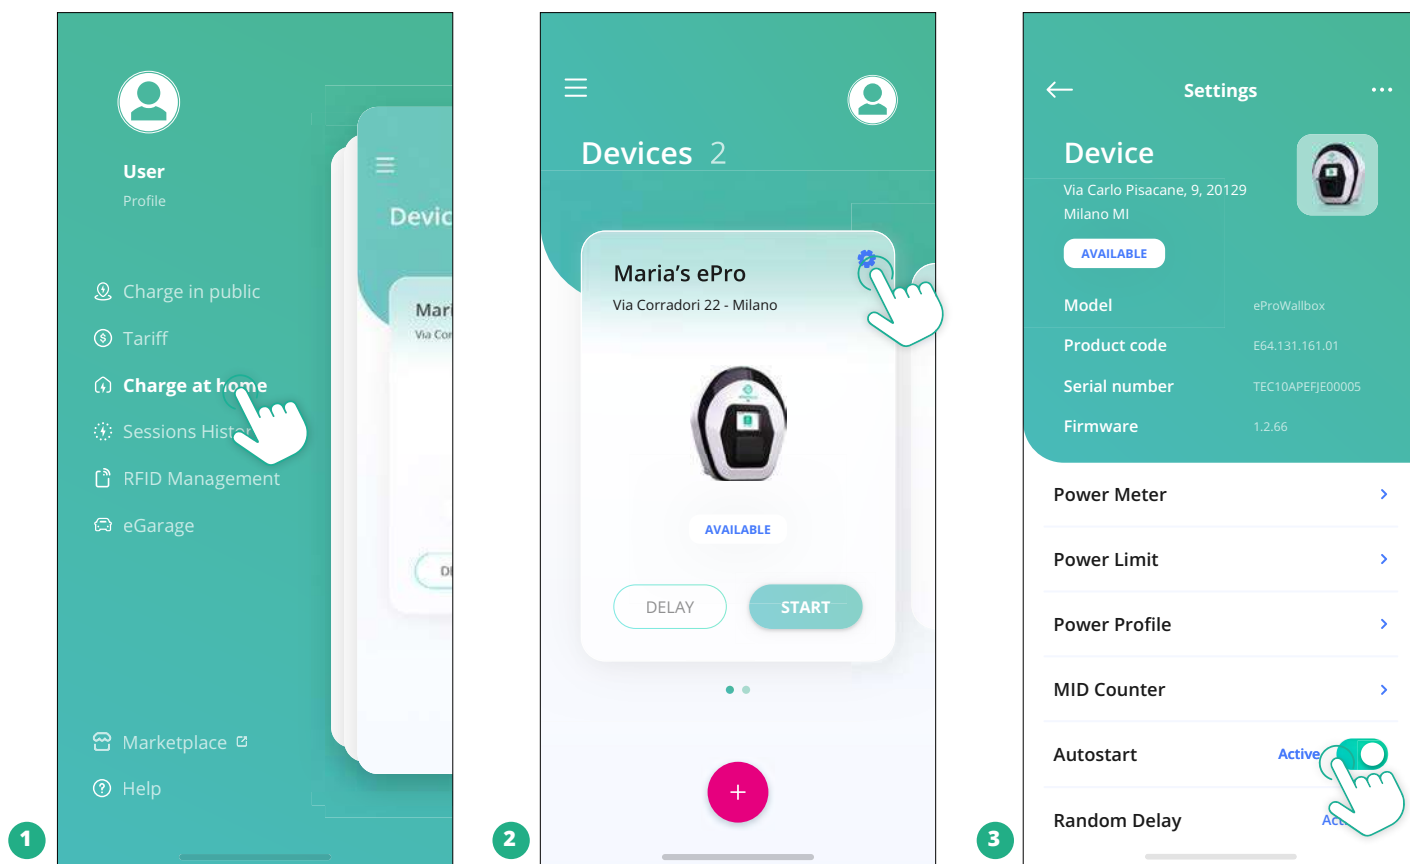 User
Profile
Charge in public
Tariff
Charge at home
Sessions
RFID Management
eGarage
Marketplace
Help
1
Devices 2
Maria's ePro
Via Corradori 22 - Milano
AVAILABLE
DELAY
START
+
2
Settings
Device
Via Carlo Pisacane, 9, 20129
Milano MI
AVAILABLE
Model eProWallbox
Product code E64.131.161.01
Serial number TEC10APEFJE00005
Firmware 1.2.66
Power Meter
Power Limit
Power Profile
MID Counter
Autostart Active
Random Delay
3